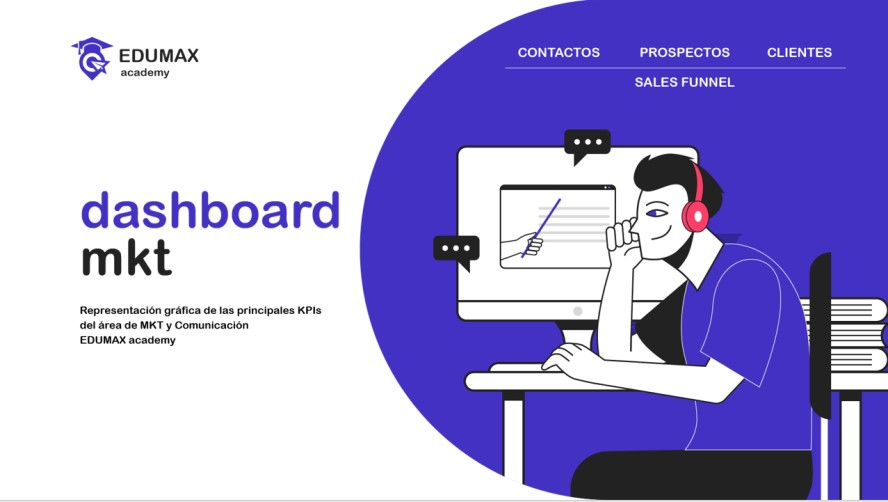 EDUMAX
academy
CONTACTOS PROSPECTOS CLIENTES
SALES FUNNEL
dashboard
mkt
Representación gráfica de las principales KPIs
del área de MKT y Comunicación
EDUMAX academy